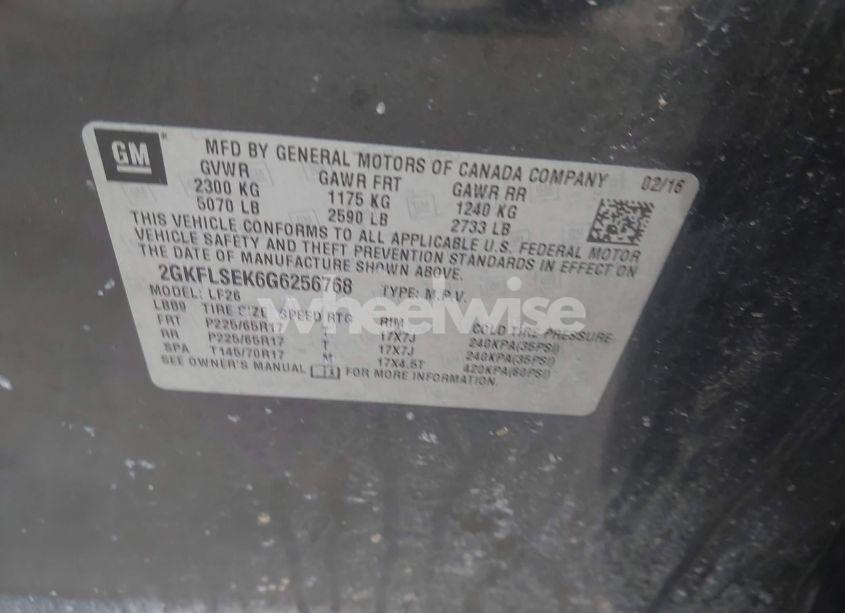 GM
MFD BY GENERAL MOTORS OF CANADA COMPANY 02/16
GVWR GAWR FRT GAWR RR
2300 KG 1175 KG 1240 KG
5070 LB 2590 LB 2733 LB
THIS VEHICLE CONFORMS TO ALL APPLICABLE U.S. FEDERAL MOTOR
VEHICLE SAFETY AND THEFT PREVENTION STANDARDS IN EFFECT ON
THE DATE OF MANUFACTURE SHOWN ABOVE.
2GKFLSEK6G6256768 TYPE: M.P.V.
MODEL: LF26
wheelwise
TIRE SIZE SPEED RTG RIM COLD TIRE PRESSURE
FRT P225/65R17 T 17X7J 240KPA(35PSI)
RR P225/65R17 T 17X7J 240KPA(35PSI)
SPA T145/70R17 M 17X4.5T 420KPA(60PSI)
SEE OWNER'S MANUAL FOR MORE INFORMATION.